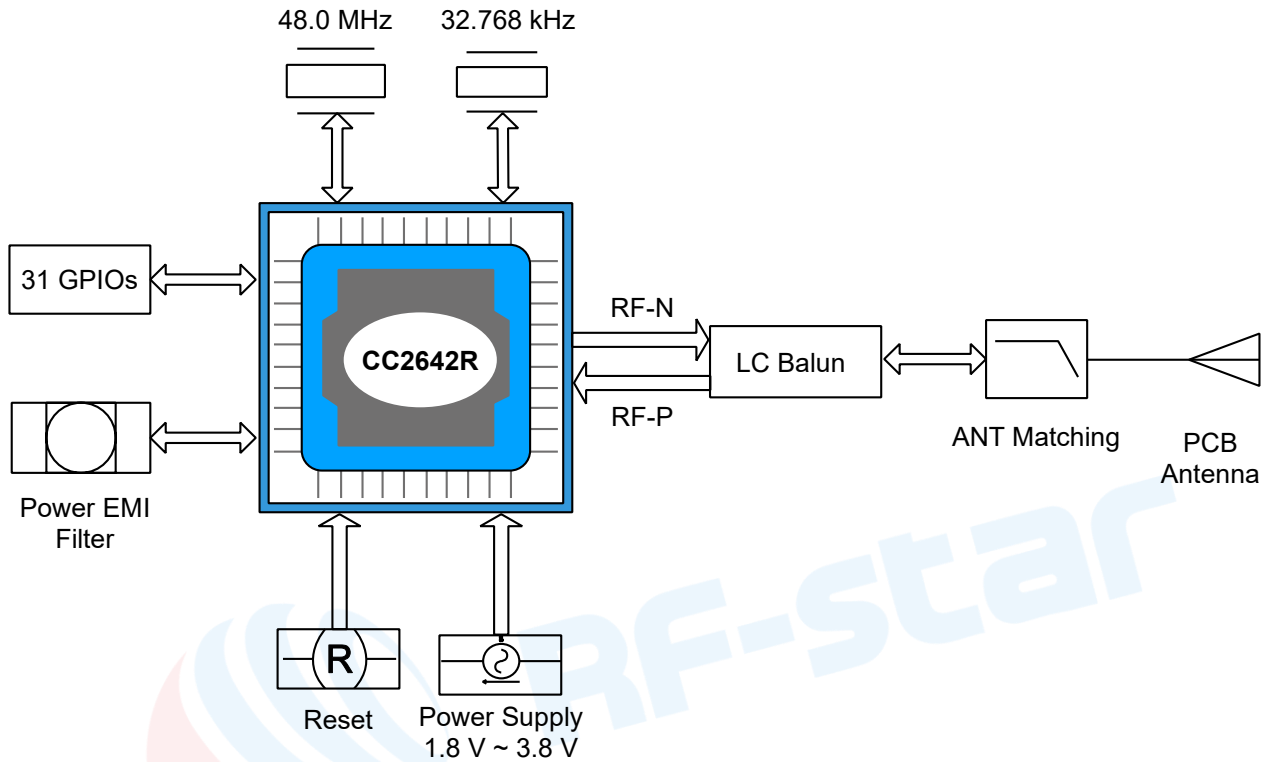 48.0 MHz
32.768 kHz
31 GPIOs
CC2642R
RF-N
LC Balun
RF-P
ANT Matching
PCB
Antenna
Power EMI
Filter
R
Reset
Power Supply
1.8 V ~ 3.8 V
RF-star